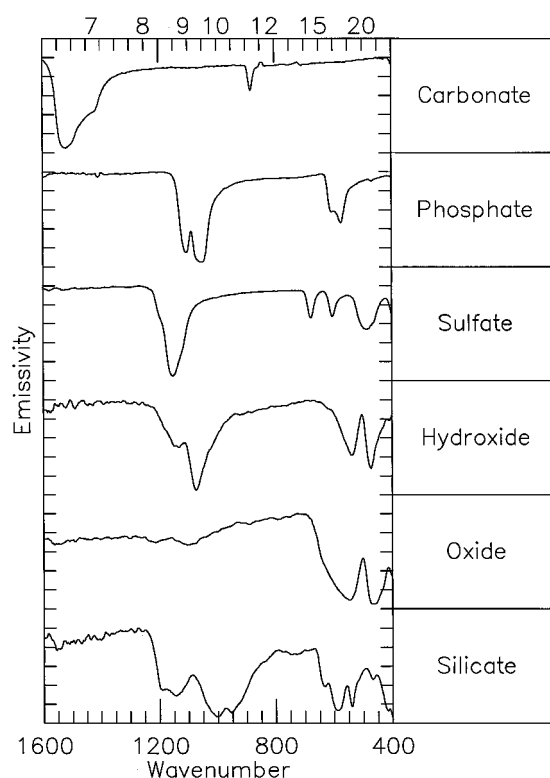 7 8 9 10 12 15 20
Carbonate
Phosphate
Sulfate
Hydroxide
Oxide
Silicate
Emissivity
1600 1200 800 400
Wavenumber